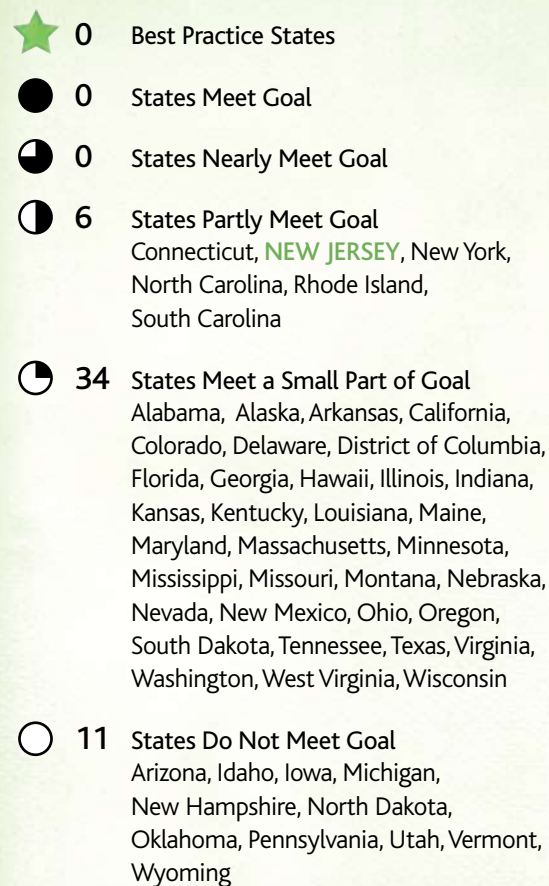 0 Best Practice States
0 States Meet Goal
0 States Nearly Meet Goal
6 States Partly Meet Goal
Connecticut, NEW JERSEY, New York,
North Carolina, Rhode Island,
South Carolina
34 States Meet a Small Part of Goal
Alabama, Alaska, Arkansas, California,
Colorado, Delaware, District of Columbia,
Florida, Georgia, Hawaii, Illinois, Indiana,
Kansas, Kentucky, Louisiana, Maine,
Maryland, Massachusetts, Minnesota,
Mississippi, Missouri, Montana, Nebraska,
Nevada, New Mexico, Ohio, Oregon,
South Dakota, Tennessee, Texas, Virginia,
Washington, West Virginia, Wisconsin
11 States Do Not Meet Goal
Arizona, Idaho, Iowa, Michigan,
New Hampshire, North Dakota,
Oklahoma, Pennsylvania, Utah, Vermont,
Wyoming